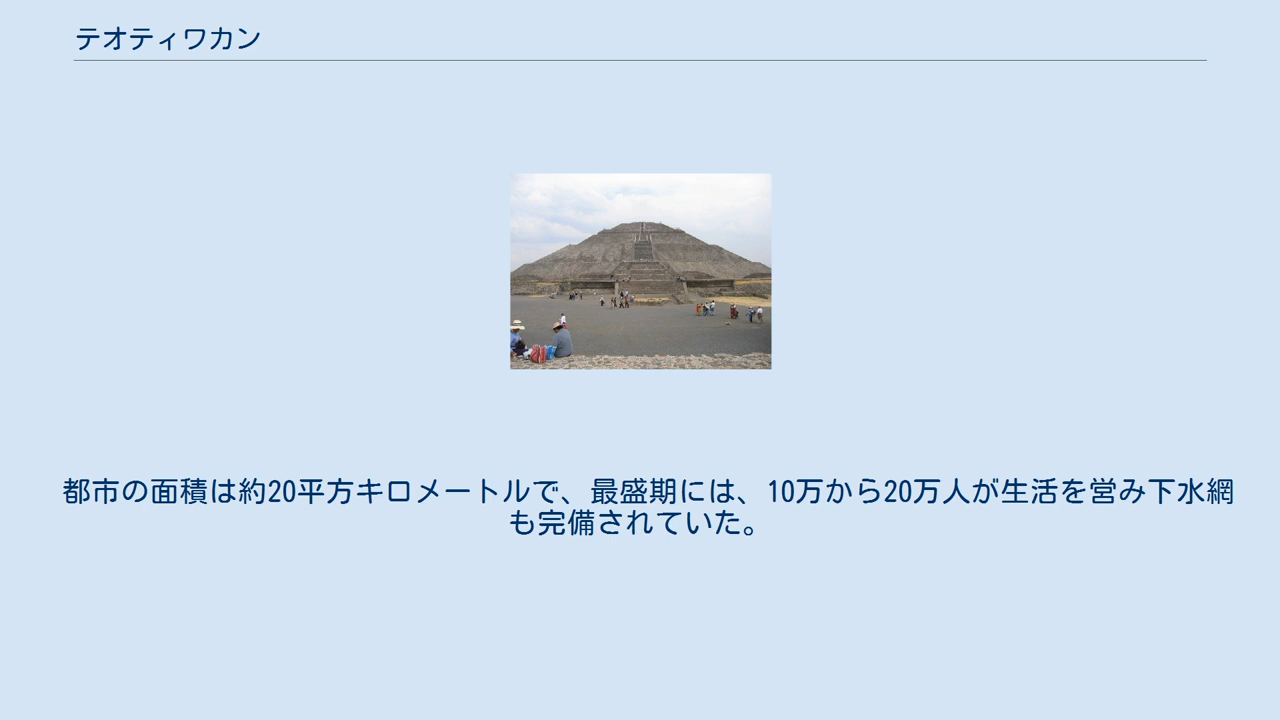 テオティワカン
都市の面積は約20平方キロメートルで、最盛期には、10万から20万人が生活を営み下水網
も完備されていた。